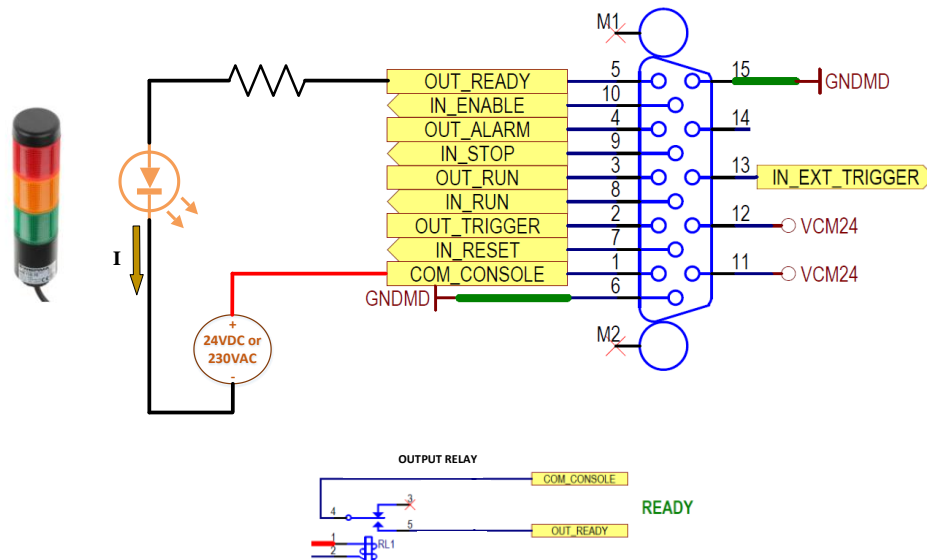 M1
OUT_READY 5 15 GNDMD
IN_ENABLE 10
OUT_ALARM 4 14
IN_STOP 9
OUT_RUN 3 13 IN_EXT_TRIGGER
IN_RUN 8
OUT_TRIGGER 2 12 VCM24
IN_RESET 7
I
COM_CONSOLE 1 11 VCM24
GNDMD 6
+
24VDC or
230VAC
-
M2
OUTPUT RELAY
COM_CONSOLE
3
READY
4
5 OUT_READY
1 RL1
2